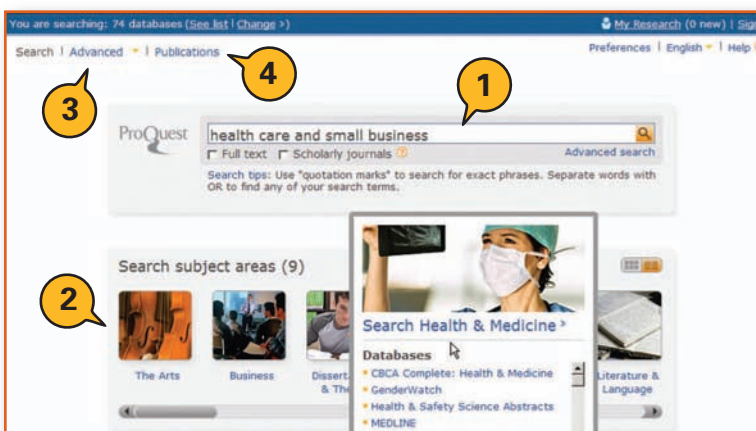 You are searching: 74 databases (See list | Change >)
My Research (0 new) | Sign
Search | Advanced | Publications
Preferences | English | Help
3
4
1
ProQuest
health care and small business
Full text Scholarly journals ?
Advanced search
Search tips: Use "quotation marks" to search for exact phrases. Separate words with
OR to find any of your search terms.
Search subject areas (9)
2
The Arts
Business
Dissert
& The
Search Health & Medicine >
Databases
CBCA Complete: Health & Medicine
GenderWatch
Health & Safety Science Abstracts
MEDLINE
Literature &
Language